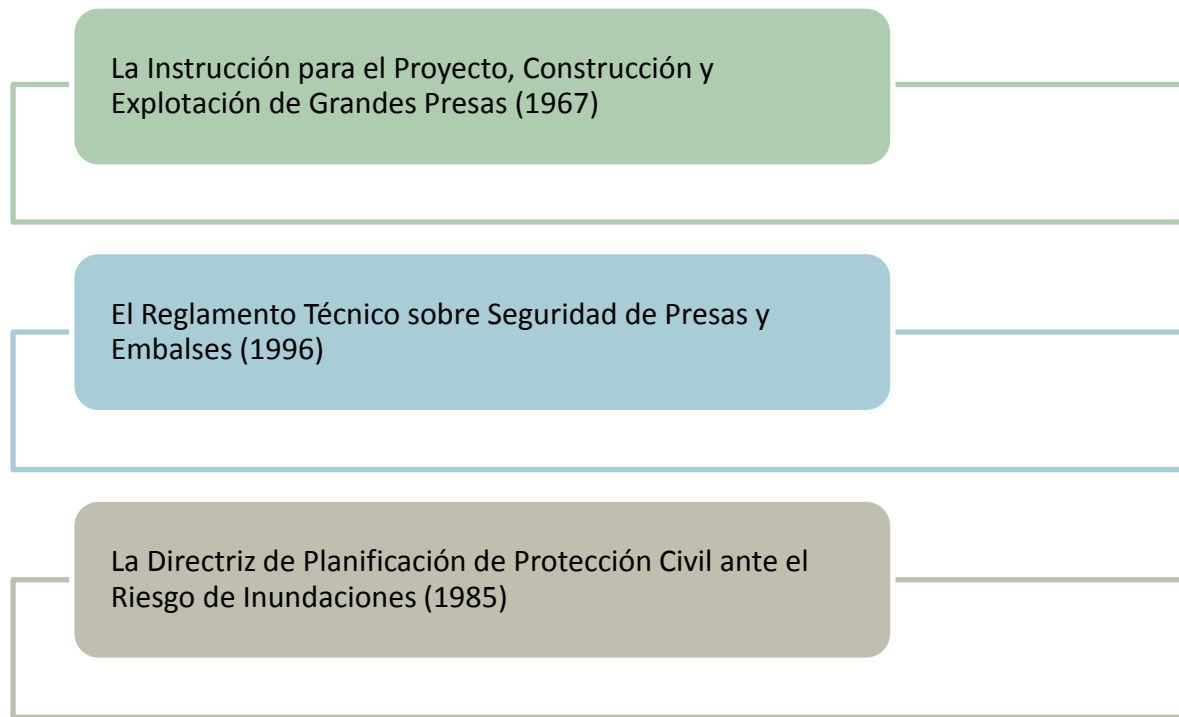 La Instrucción para el Proyecto, Construcción y
Explotación de Grandes Presas (1967)
El Reglamento Técnico sobre Seguridad de Presas y
Embalses (1996)
La Directriz de Planificación de Protección Civil ante el
Riesgo de Inundaciones (1985)